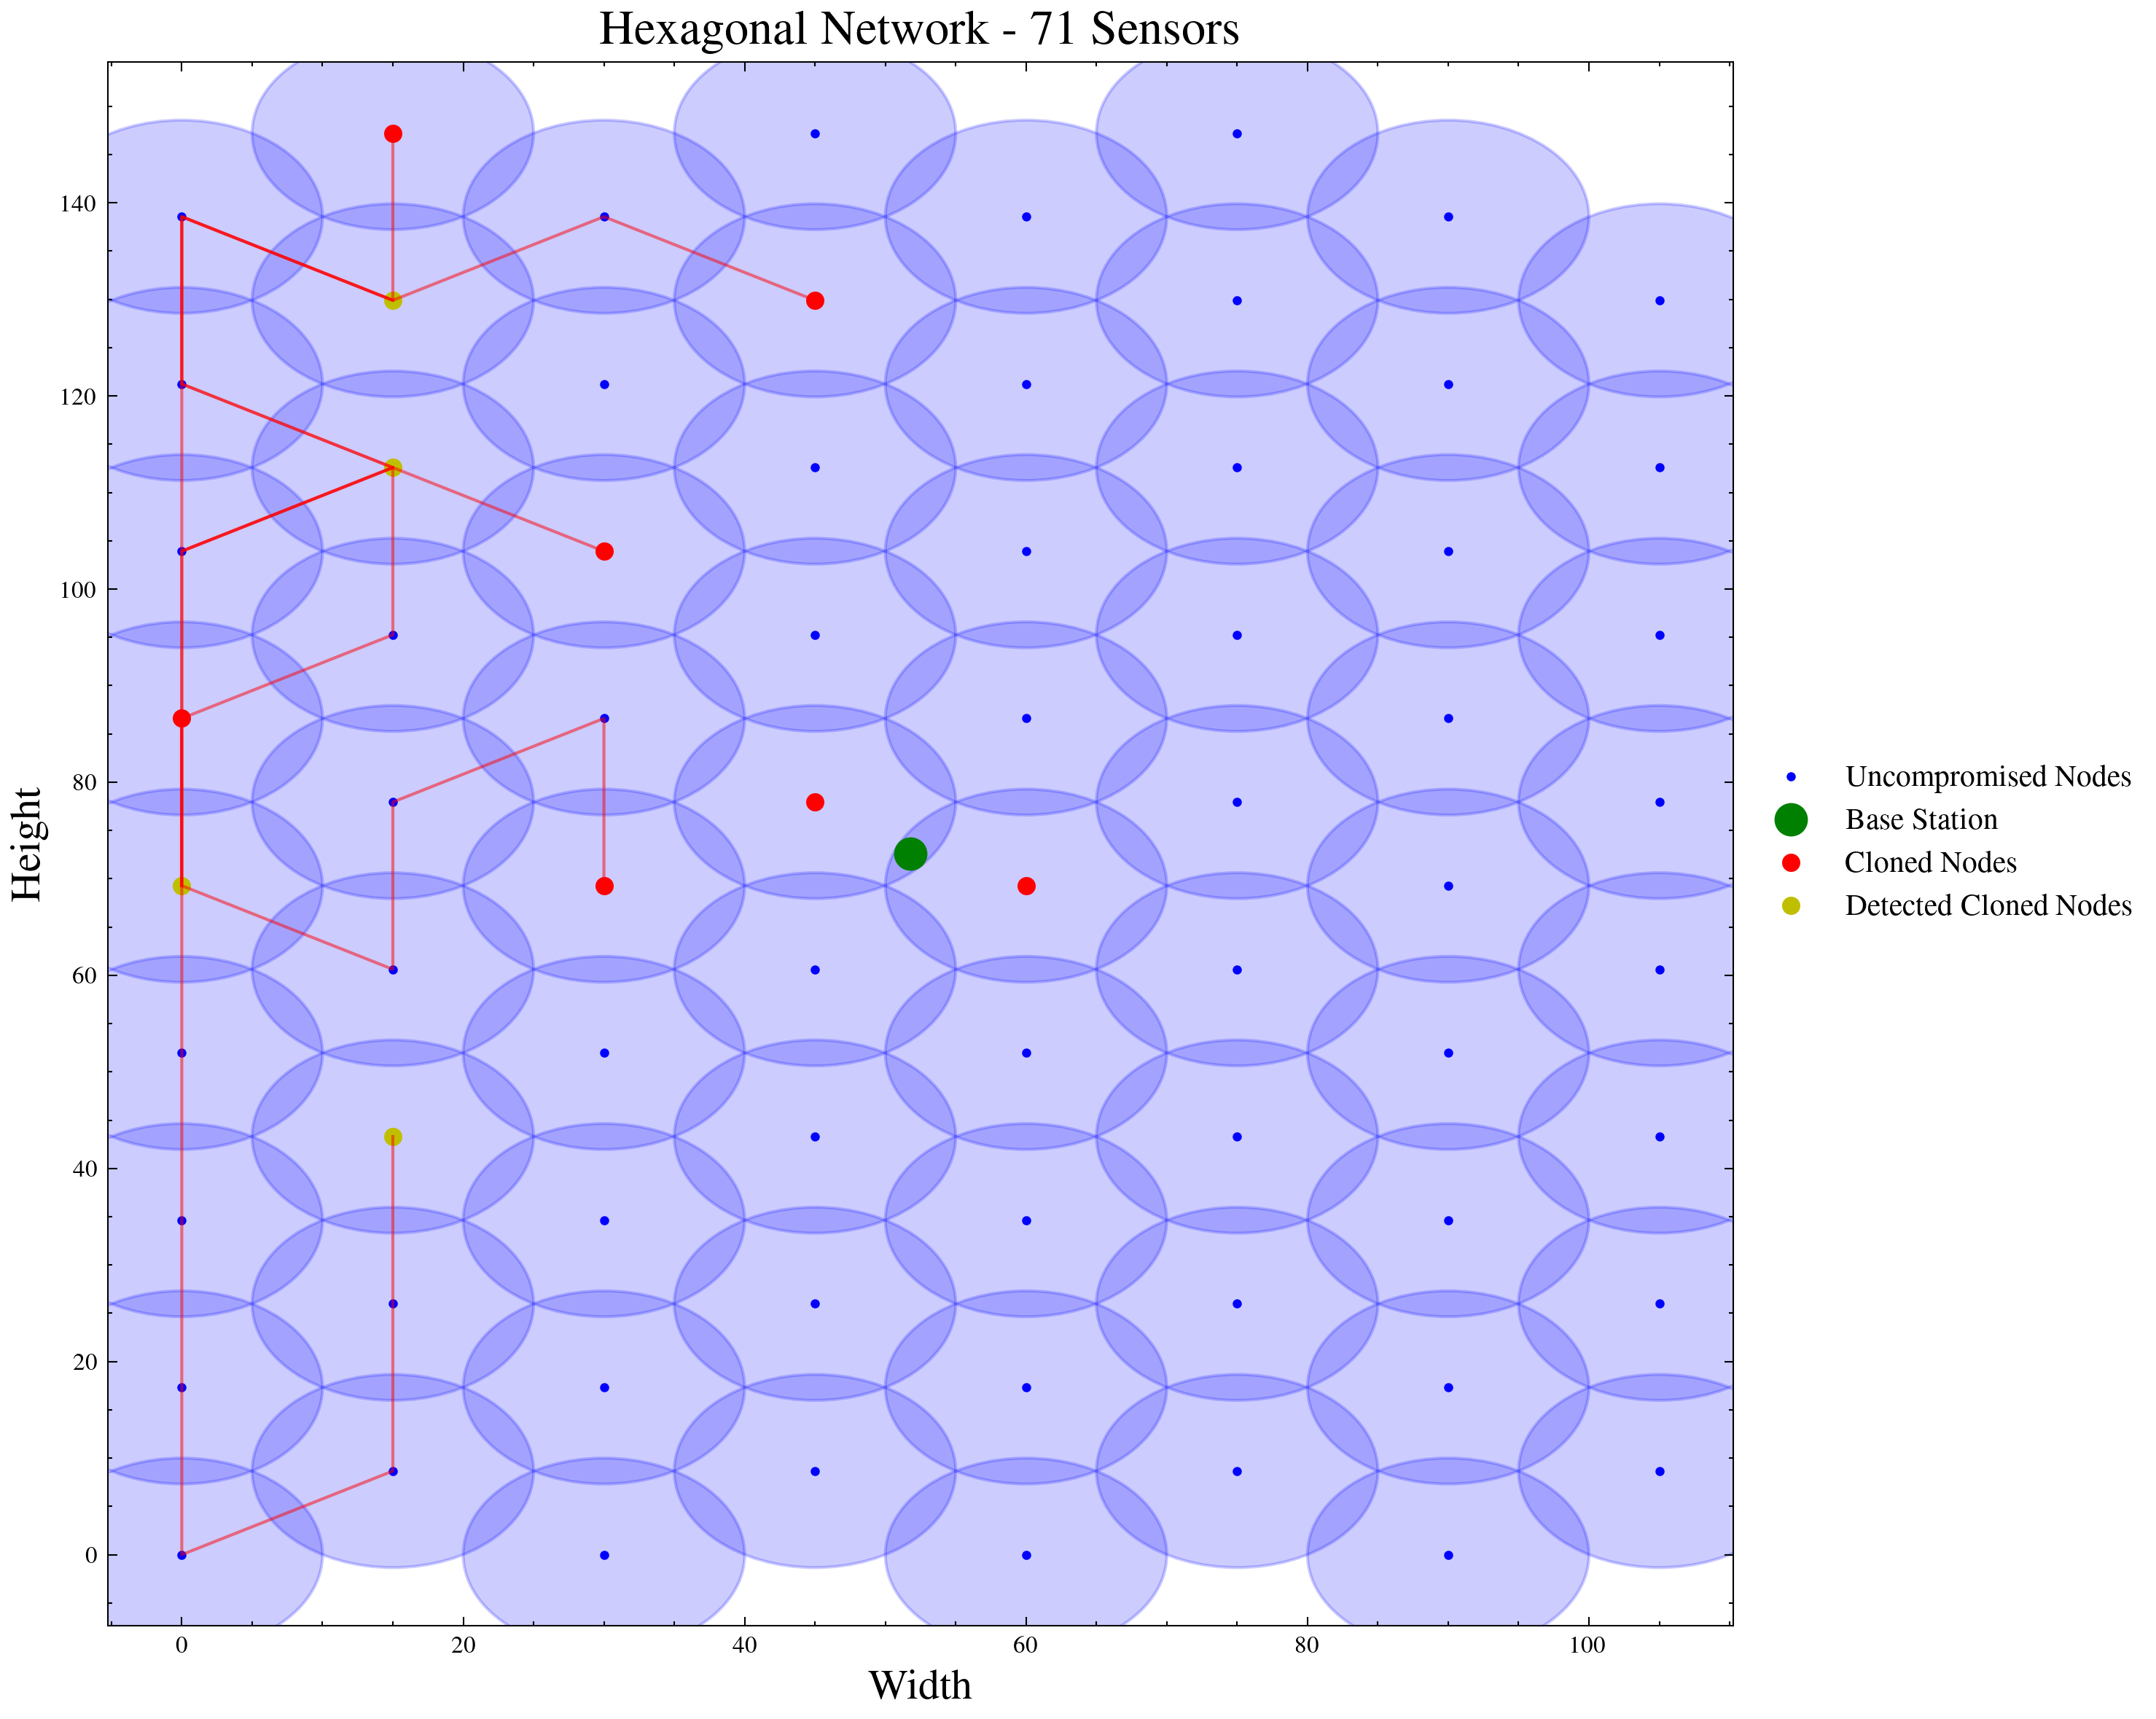 Hexagonal Network - 71 Sensors
140
120
100
80
60
40
20
0
Height
0
20
40
60
80
100
Width
Uncompromised Nodes
Base Station
Cloned Nodes
Detected Cloned Nodes